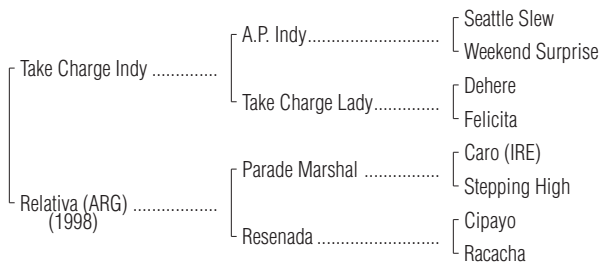 Seattle Slew
A.P. Indy..............................
Weekend Surprise
Take Charge Indy ...............
Dehere
Take Charge Lady...............
Felicita
Caro (IRE)
Parade Marshal .................
Stepping High
Relativa (ARG) ...................
(1998)
Cipayo
Resenada ............................
Racacha